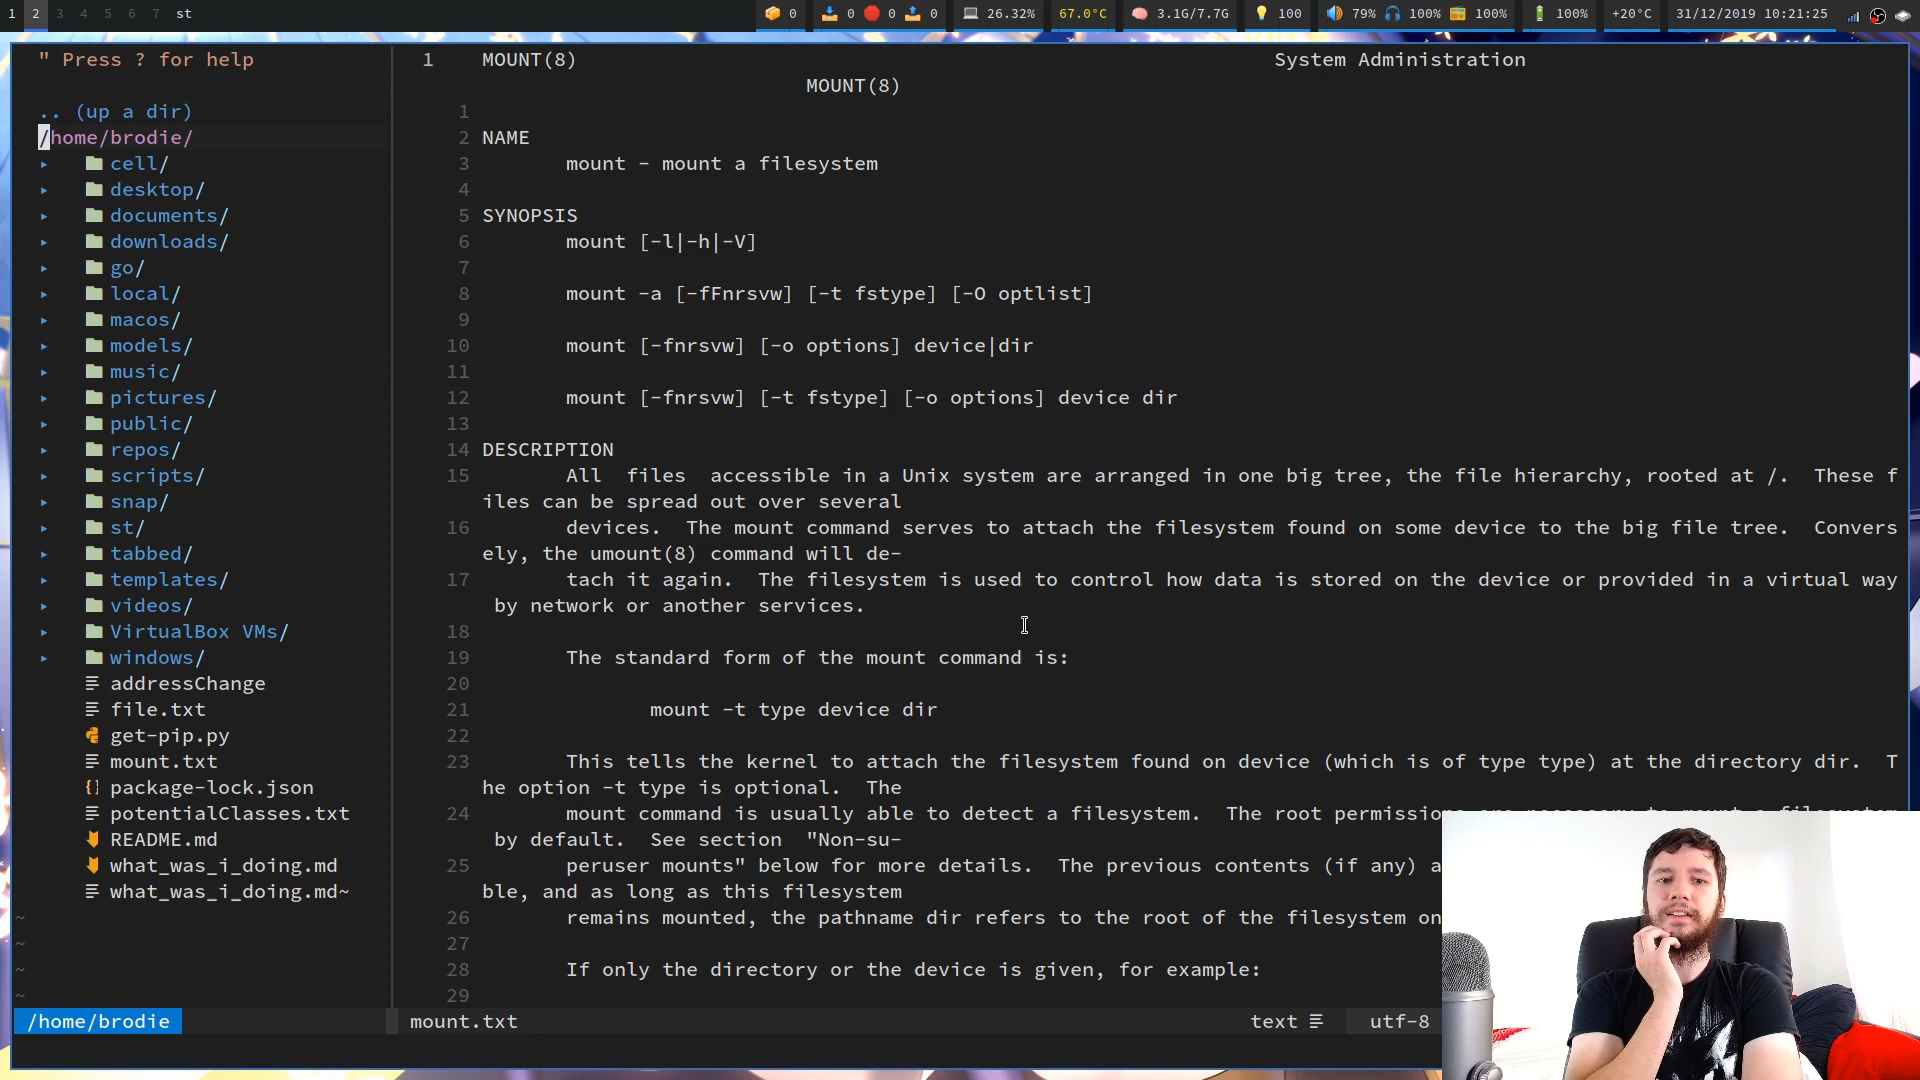 1 2 3 4 5 6 7 st 0 0 0 0 26.32% 67.0°C 3.1G/7.7G 100 79% 100% 100% 100% +20°C 31/12/2019 10:21:25
" Press ? for help
.. (up a dir)
/home/brodie/
▸ cell/
▸ desktop/
▸ documents/
▸ downloads/
▸ go/
▸ local/
▸ macos/
▸ models/
▸ music/
▸ pictures/
▸ public/
▸ repos/
▸ scripts/
▸ snap/
▸ st/
▸ tabbed/
▸ templates/
▸ videos/
▸ VirtualBox VMs/
▸ windows/
addressChange
file.txt
get-pip.py
mount.txt
{} package-lock.json
potentialClasses.txt
README.md
what_was_i_doing.md
what_was_i_doing.md~
~
~
~
~
/home/brodie
1 MOUNT(8) System Administration
MOUNT(8)
1
2 NAME
3 mount - mount a filesystem
4
5 SYNOPSIS
6 mount [-l|-h|-V]
7
8 mount -a [-fFnrsvw] [-t fstype] [-O optlist]
9
10 mount [-fnrsvw] [-o options] device|dir
11
12 mount [-fnrsvw] [-t fstype] [-o options] device dir
13
14 DESCRIPTION
15 All files accessible in a Unix system are arranged in one big tree, the file hierarchy, rooted at /. These f
iles can be spread out over several
16 devices. The mount command serves to attach the filesystem found on some device to the big file tree. Convers
ely, the umount(8) command will de-
17 tach it again. The filesystem is used to control how data is stored on the device or provided in a virtual way
by network or another services.
18
19 The standard form of the mount command is:
20
21 mount -t type device dir
22
23 This tells the kernel to attach the filesystem found on device (which is of type type) at the directory dir. T
he option -t type is optional. The
24 mount command is usually able to detect a filesystem. The root permissions are necessary to mount a filesystem
by default. See section "Non-su-
25 peruser mounts" below for more details. The previous contents (if any) a
ble, and as long as this filesystem
26 remains mounted, the pathname dir refers to the root of the filesystem on
27
28 If only the directory or the device is given, for example:
29
mount.txt text utf-8